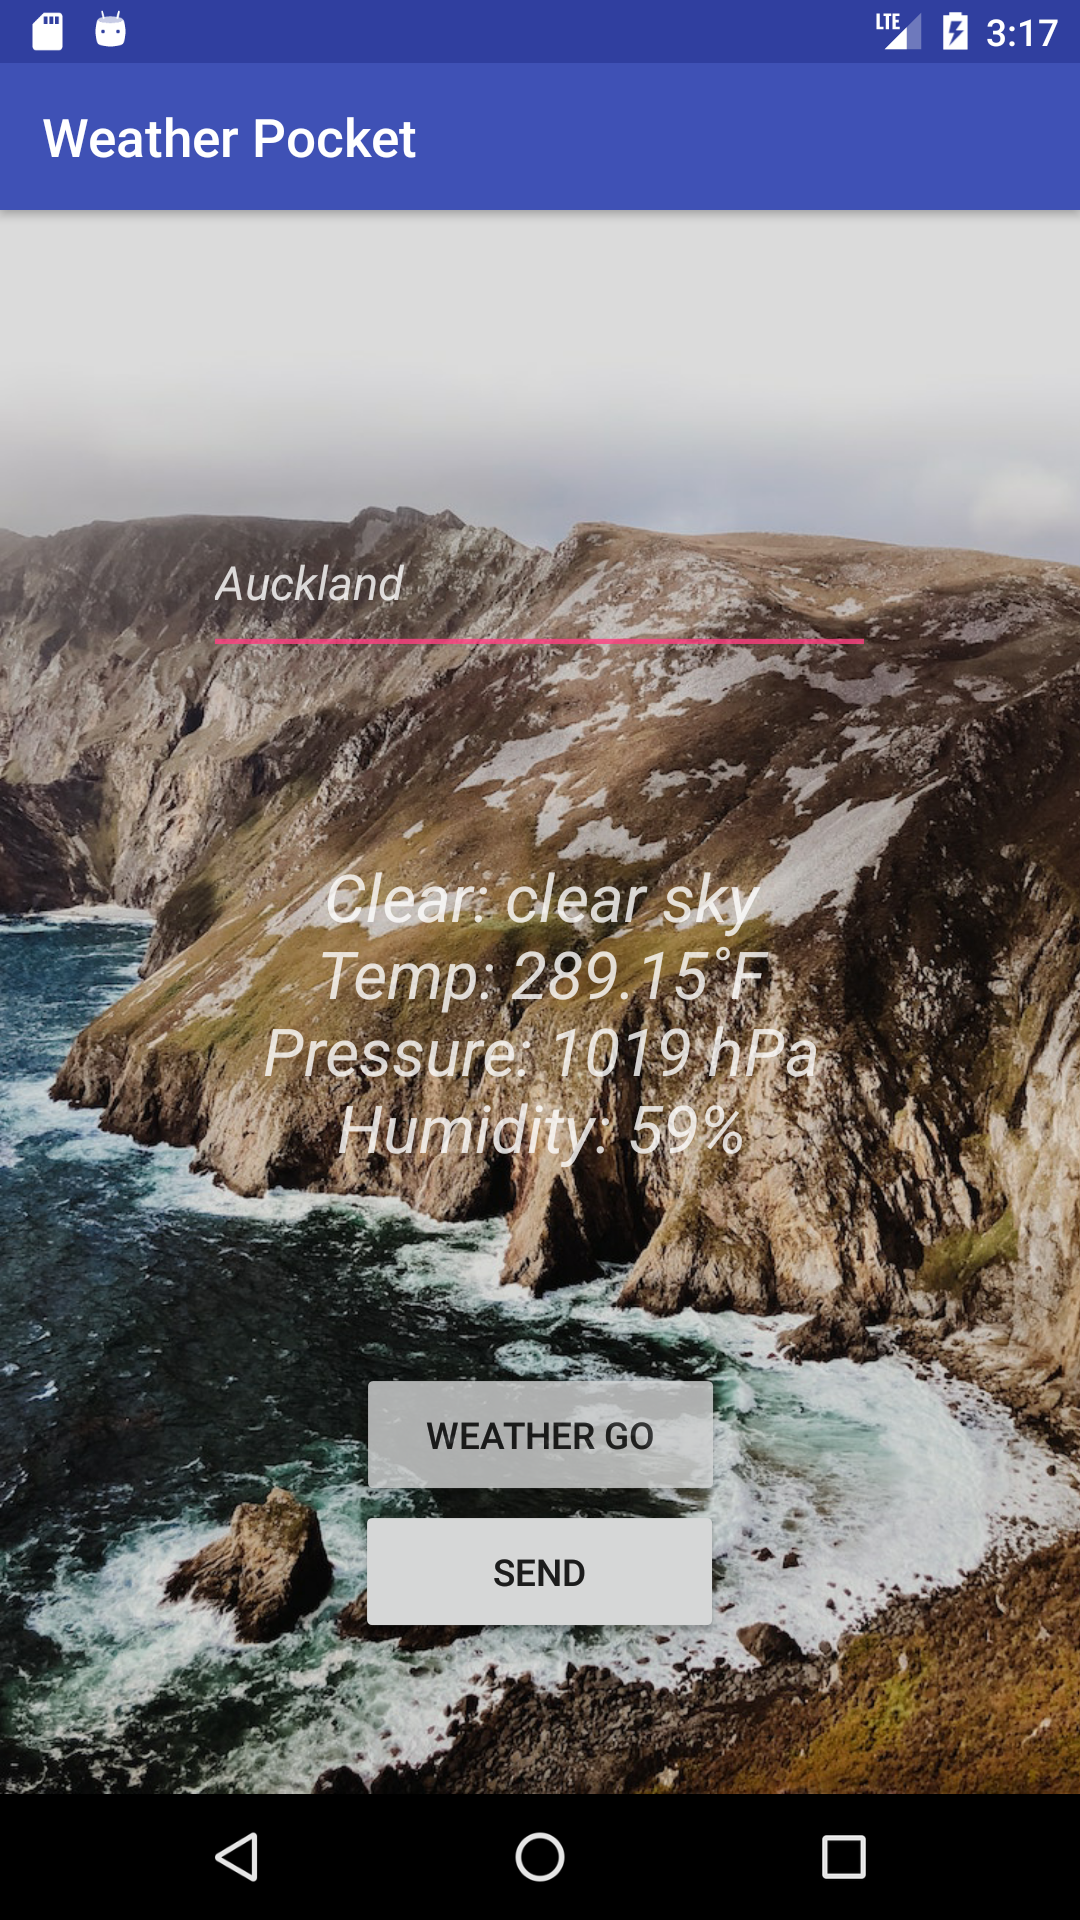 LTE 3:17
Weather Pocket
Auckland
Clear: clear sky
Temp: 289.15°F
Pressure: 1019 hPa
Humidity: 59%
WEATHER GO
SEND